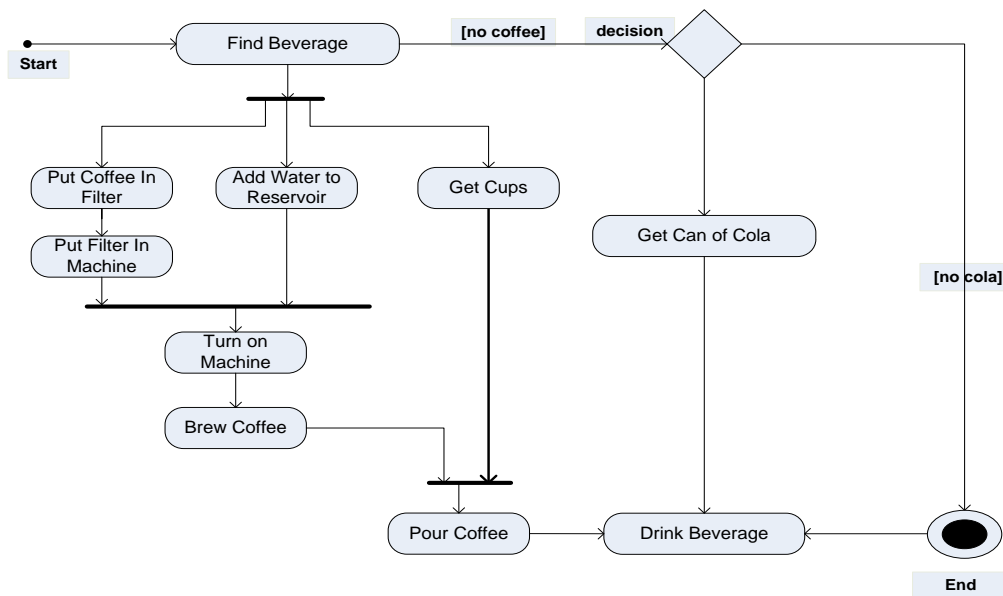 Find Beverage
[no coffee]
decision
Start
Put Coffee In
Filter
Add Water to
Reservoir
Get Cups
Put Filter In
Machine
Get Can of Cola
[no cola]
Turn on
Machine
Brew Coffee
Pour Coffee
Drink Beverage
End